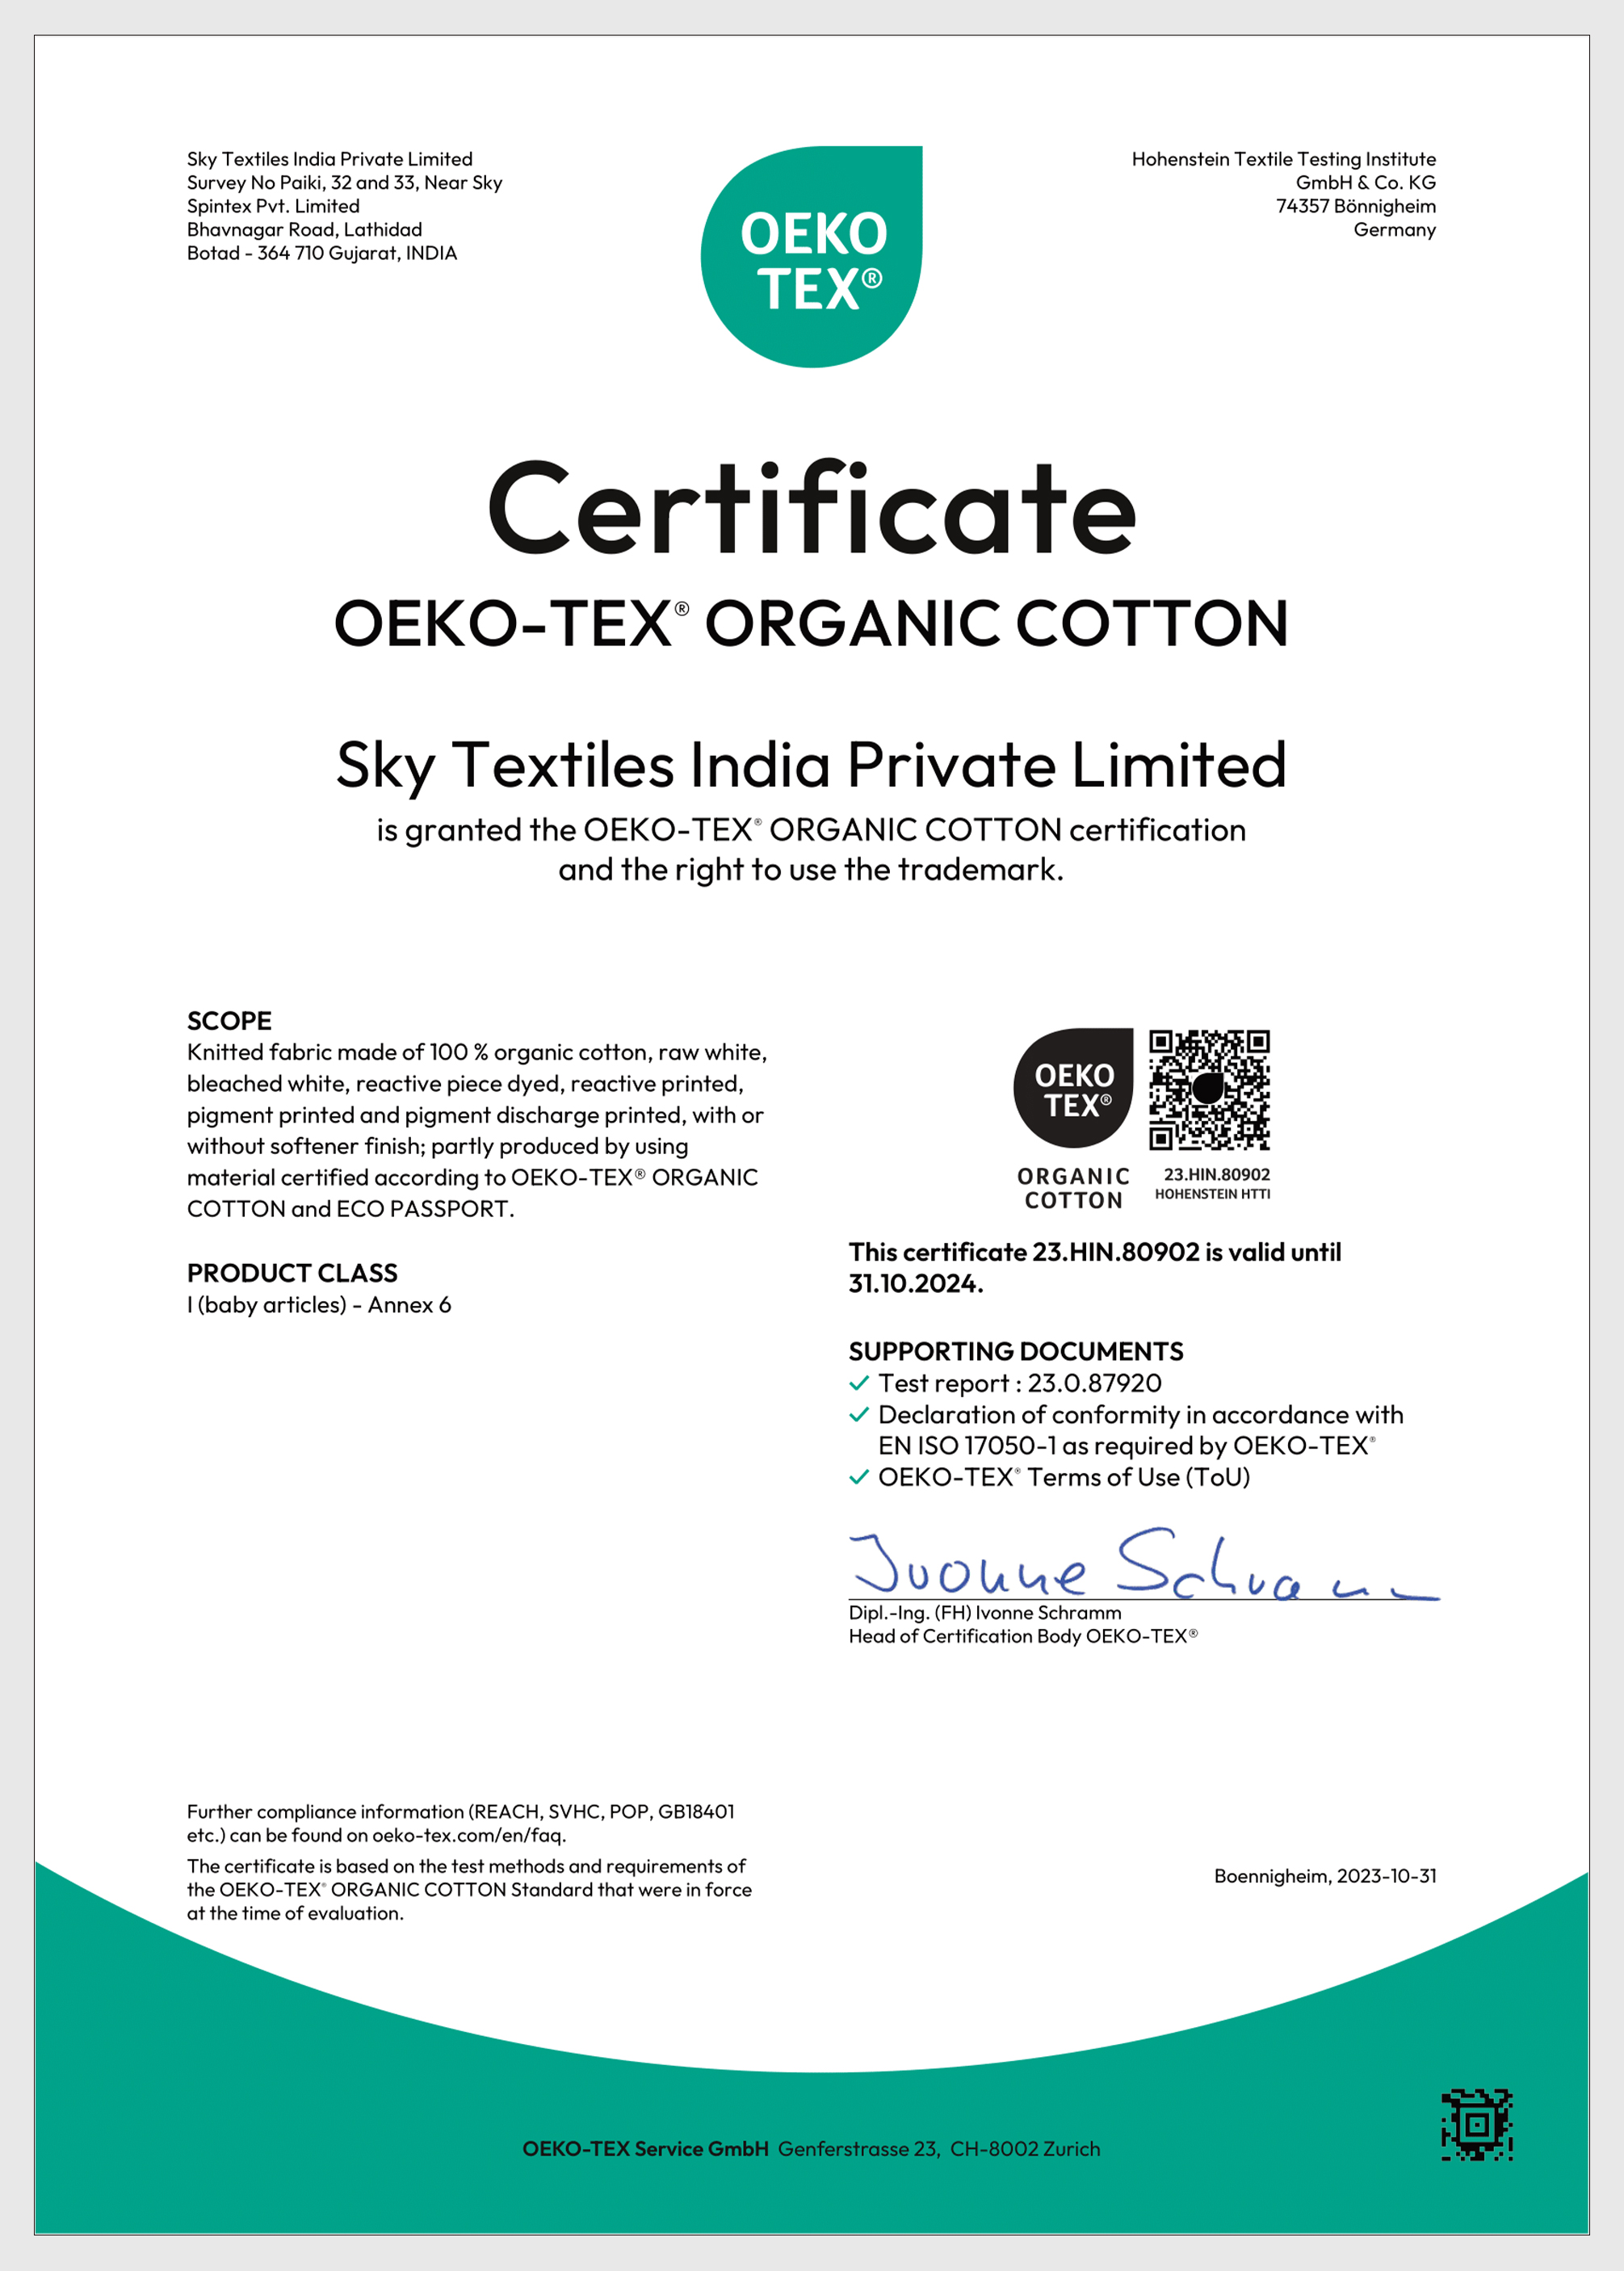 Sky Textiles India Private Limited
Survey No Paiki, 32 and 33, Near Sky
Spintex Pvt. Limited
Bhavnagar Road, Lathidad
Botad - 364 710 Gujarat, INDIA
OEKO
TEX®
Hohenstein Textile Testing Institute
GmbH & Co. KG
74357 Bönnigheim
Germany
Certificate
OEKO-TEX® ORGANIC COTTON
Sky Textiles India Private Limited
is granted the OEKO-TEX® ORGANIC COTTON certification
and the right to use the trademark.
SCOPE
Knitted fabric made of 100 % organic cotton, raw white,
bleached white, reactive piece dyed, reactive printed,
pigment printed and pigment discharge printed, with or
without softener finish; partly produced by using
material certified according to OEKO-TEX® ORGANIC
COTTON and ECO PASSPORT.
PRODUCT CLASS
I (baby articles) - Annex 6
OEKO
TEX®
ORGANIC
COTTON
23.HIN.80902
HOHENSTEIN HTTI
This certificate 23.HIN.80902 is valid until
31.10.2024.
SUPPORTING DOCUMENTS
✓ Test report : 23.0.87920
✓ Declaration of conformity in accordance with
EN ISO 17050-1 as required by OEKO-TEX®
✓ OEKO-TEX® Terms of Use (ToU)
Ivonne Schramm
Dipl.-Ing. (FH) Ivonne Schramm
Head of Certification Body OEKO-TEX®
Further compliance information (REACH, SVHC, POP, GB18401
etc.) can be found on oeko-tex.com/en/faq.
The certificate is based on the test methods and requirements of
the OEKO-TEX® ORGANIC COTTON Standard that were in force
at the time of evaluation.
Boennigheim, 2023-10-31
OEKO-TEX Service GmbH Genferstrasse 23, CH-8002 Zurich